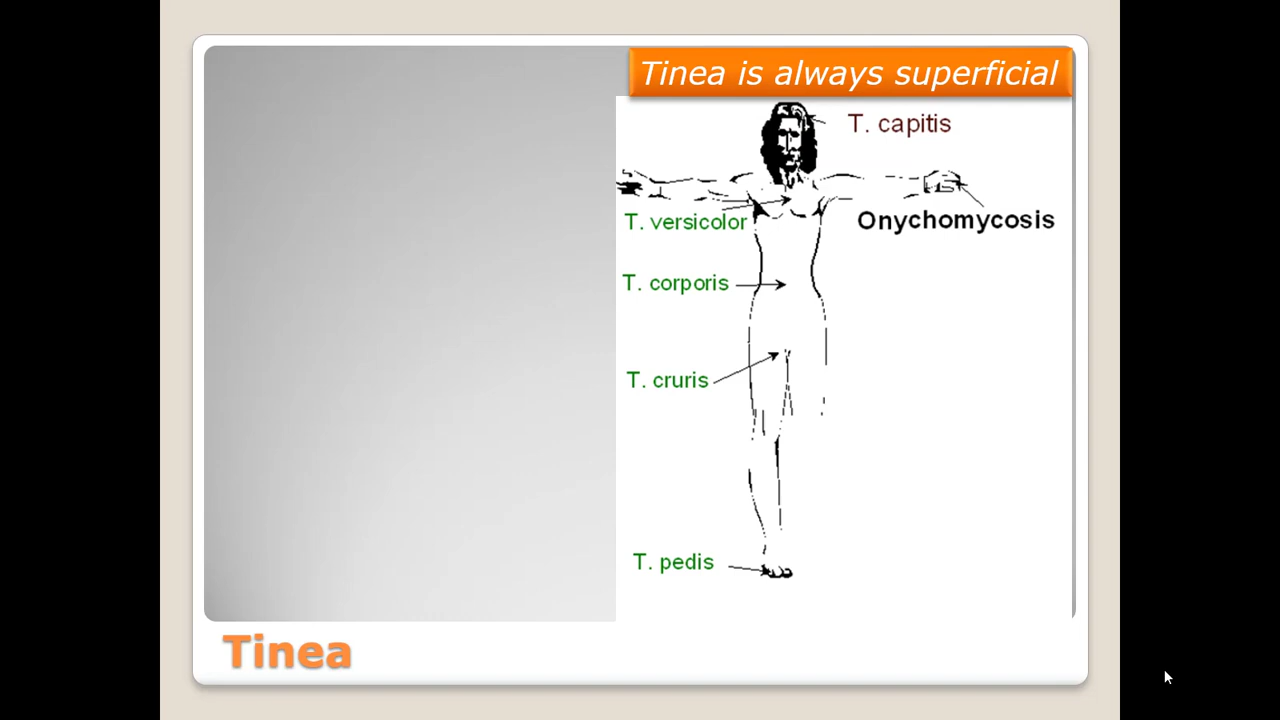 Tinea is always superficial
T. capitis
T. versicolor
Onychomycosis
T. corporis
T. cruris
T. pedis
Tinea